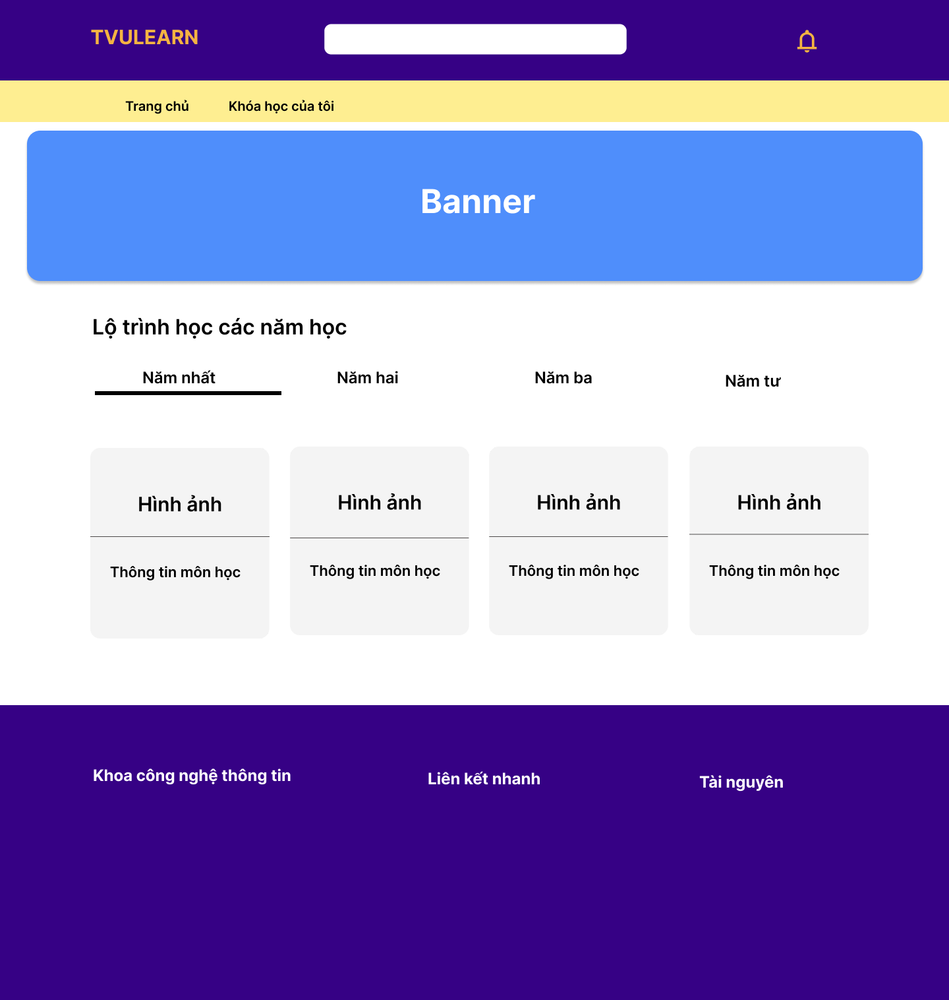 TVULEARN
Trang chủ
Khóa học của tôi
Banner
Lộ trình học các năm học
Năm nhất
Năm hai
Năm ba
Năm tư
Hình ảnh
Hình ảnh
Hình ảnh
Hình ảnh
Thông tin môn học
Thông tin môn học
Thông tin môn học
Thông tin môn học
Khoa công nghệ thông tin
Liên kết nhanh
Tài nguyên